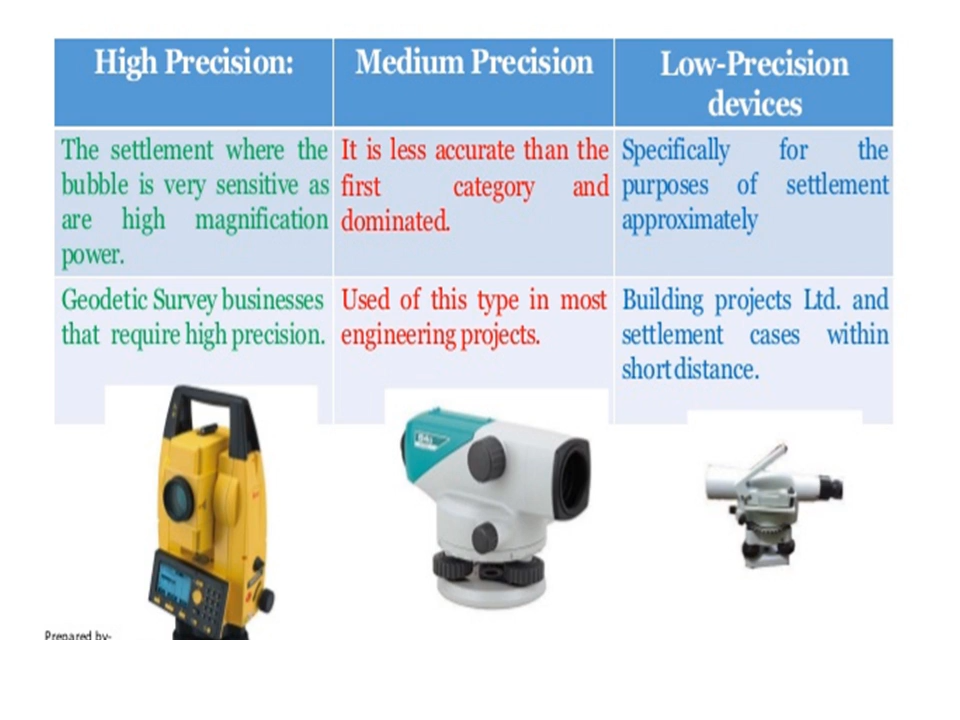 High Precision:
Medium Precision
Low-Precision
devices
The settlement where the
bubble is very sensitive as
are high magnification
power.
It is less accurate than the
first category and
dominated.
Specifically for the
purposes of settlement
approximately
Geodetic Survey businesses
that require high precision.
Used of this type in most
engineering projects.
Building projects Ltd. and
settlement cases within
short distance.
Prepared by-